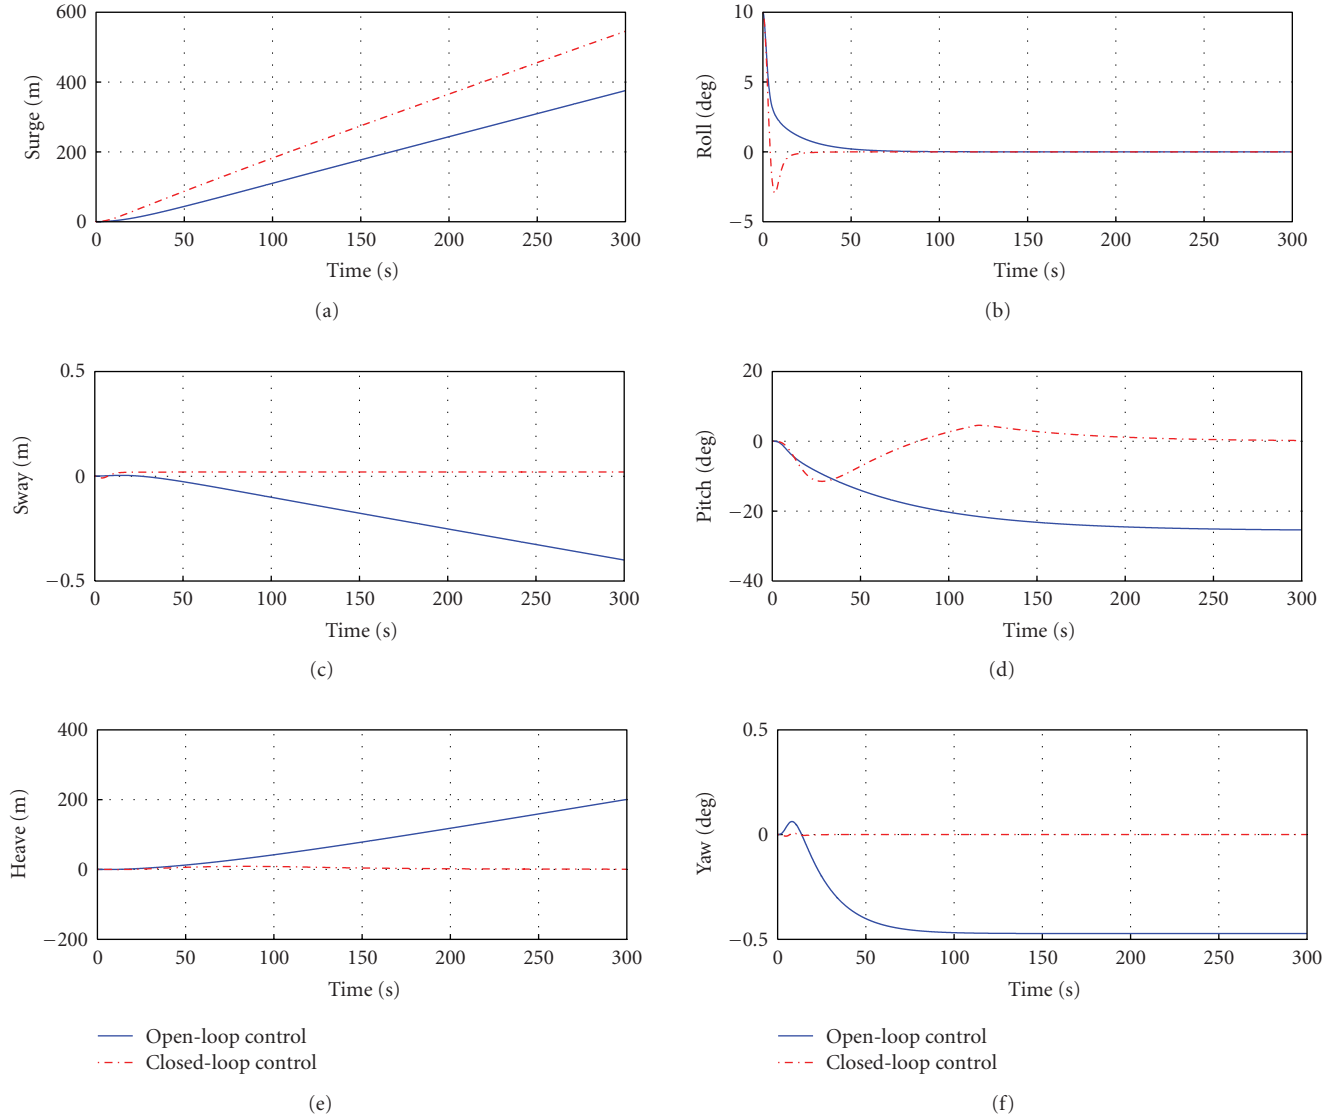 600
400
200
0
Surge (m)
0 50 100 150 200 250 300
Time (s)
(a)
10
5
0
−5
Roll (deg)
0 50 100 150 200 250 300
Time (s)
(b)
0.5
0
−0.5
Sway (m)
0 50 100 150 200 250 300
Time (s)
(c)
20
0
−20
−40
Pitch (deg)
0 50 100 150 200 250 300
Time (s)
(d)
400
200
0
−200
Heave (m)
0 50 100 150 200 250 300
Time (s)
Open-loop control
Closed-loop control
(e)
0.5
0
−0.5
Yaw (deg)
0 50 100 150 200 250 300
Time (s)
Open-loop control
Closed-loop control
(f)